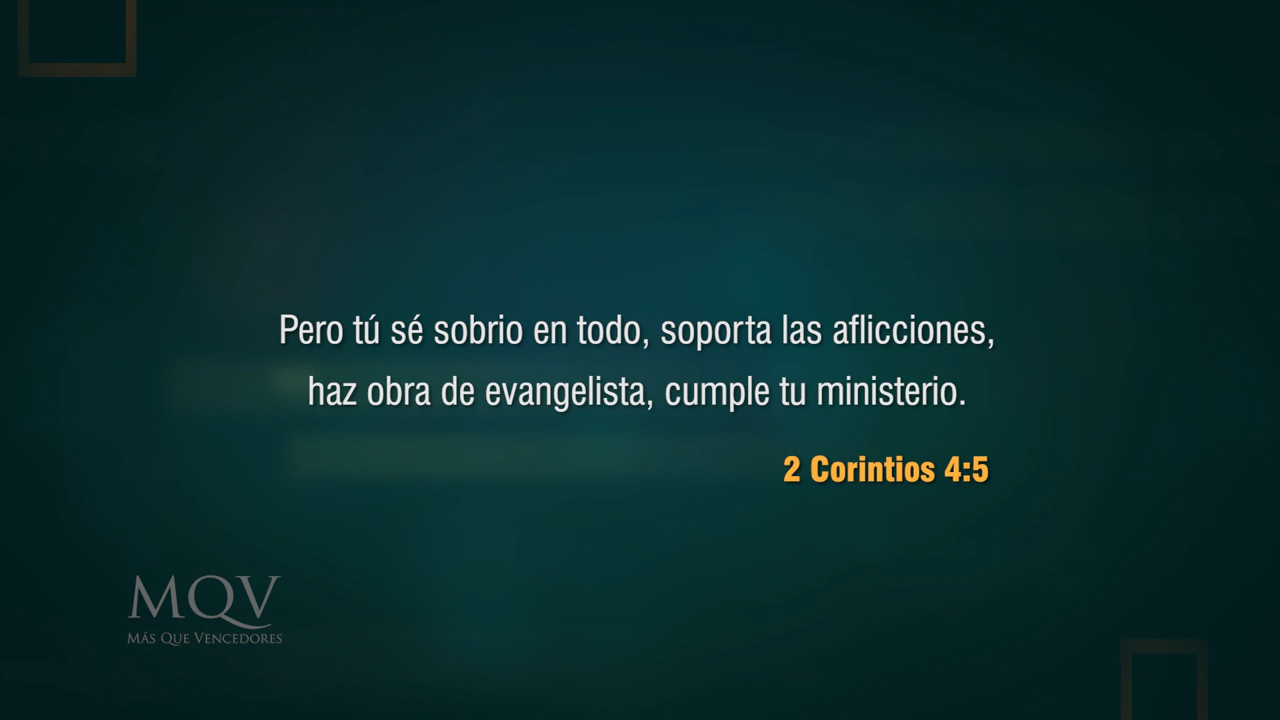 Pero tú sé sobrio en todo, soporta las aflicciones,
haz obra de evangelista, cumple tu ministerio.
2 Corintios 4:5
MQV
MÁS QUE VENCEDORES